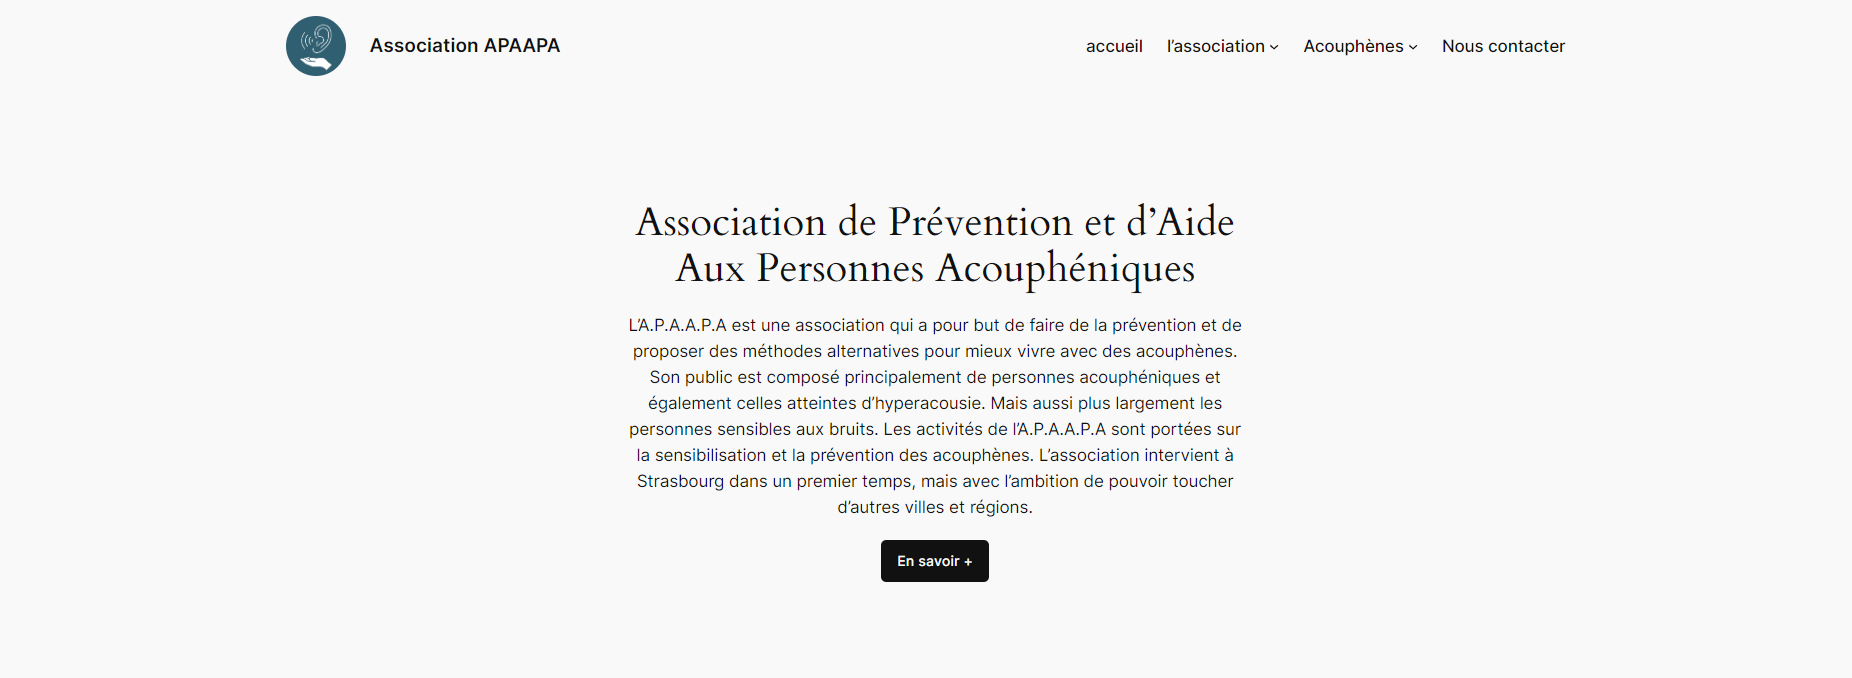 Association APAAPA
accueil l’association Acouphènes Nous contacter
Association de Prévention et d’Aide
Aux Personnes Acouphéniques
L’A.P.A.A.P.A est une association qui a pour but de faire de la prévention et de
proposer des méthodes alternatives pour mieux vivre avec des acouphènes.
Son public est composé principalement de personnes acouphéniques et
également celles atteintes d’hyperacousie. Mais aussi plus largement les
personnes sensibles aux bruits. Les activités de l’A.P.A.A.P.A sont portées sur
la sensibilisation et la prévention des acouphènes. L’association intervient à
Strasbourg dans un premier temps, mais avec l’ambition de pouvoir toucher
d’autres villes et régions.
En savoir +